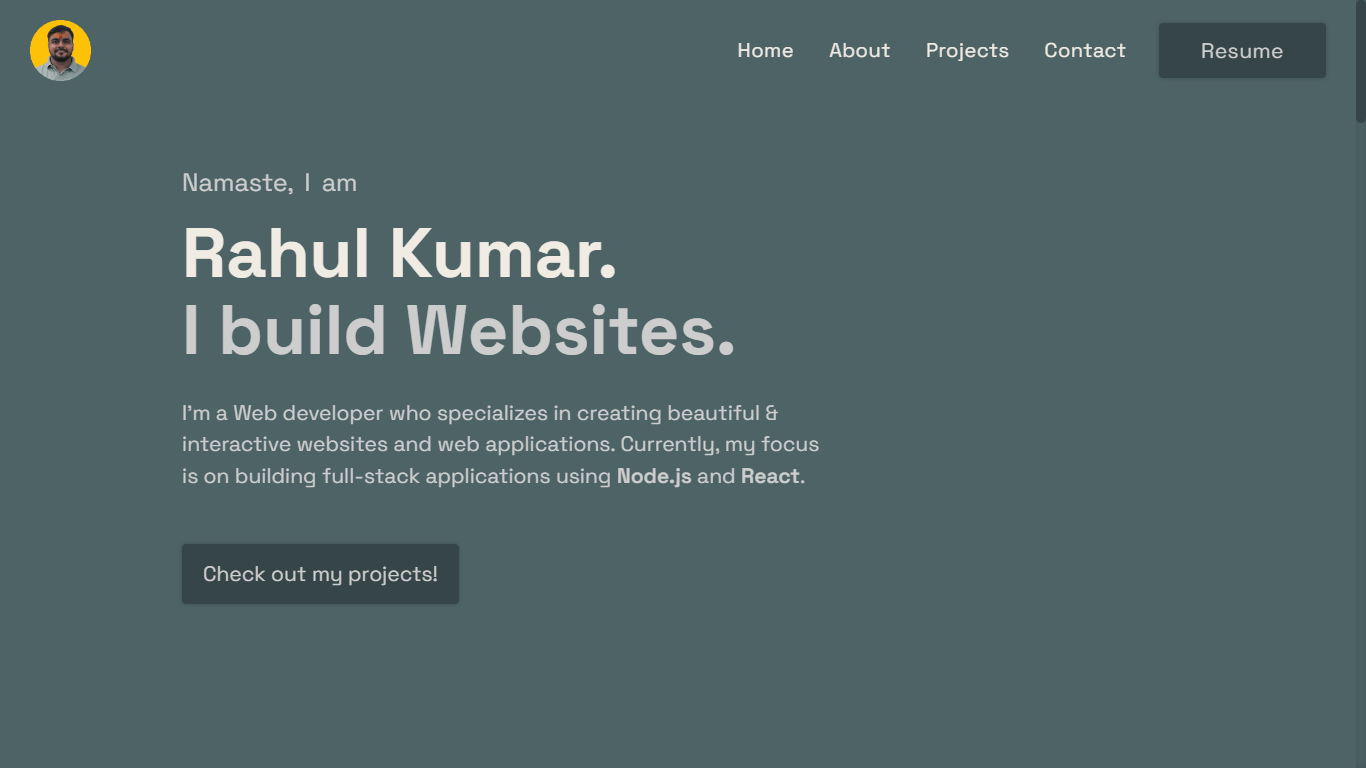 Home About Projects Contact Resume
Namaste, I am
Rahul Kumar.
I build Websites.
I'm a Web developer who specializes in creating beautiful &
interactive websites and web applications. Currently, my focus
is on building full-stack applications using Node.js and React.
Check out my projects!